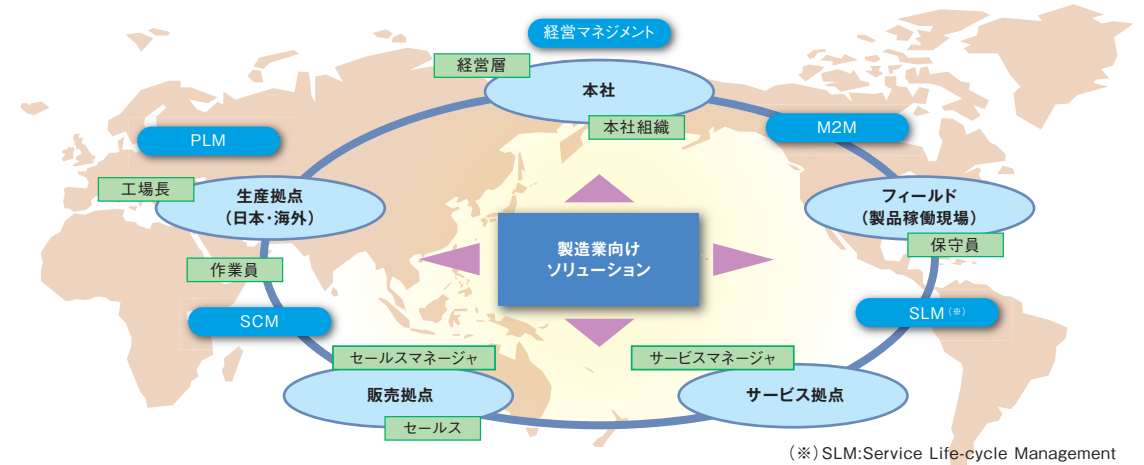 経営マネジメント
経営層
本社
本社組織
PLM
M2M
工場長
生産拠点
(日本・海外)
フィールド
(製品稼働現場)
保守員
製造業向け
ソリューション
作業員
SCM
SLM(※)
セールスマネージャ
サービスマネージャ
販売拠点
サービス拠点
セールス
(※)SLM:Service Life-cycle Management